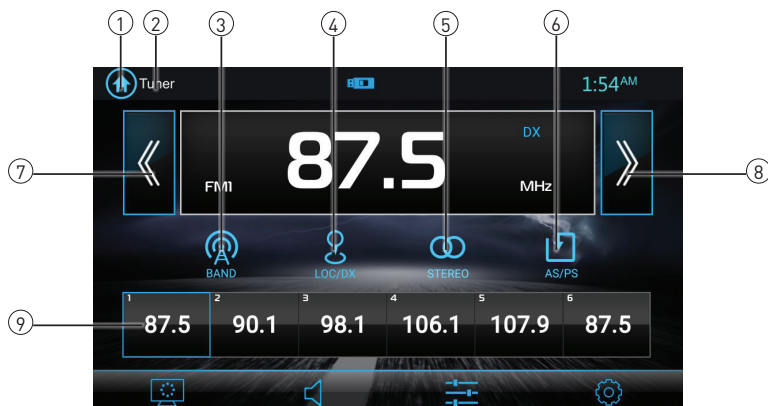 1 2 3 4 5 6
Tuner 1:54AM
DX
87.5
FM1 MHz
7 8
BAND LOC/DX STEREO AS/PS
1 2 3 4 5 6
9 87.5 90.1 98.1 106.1 107.9 87.5